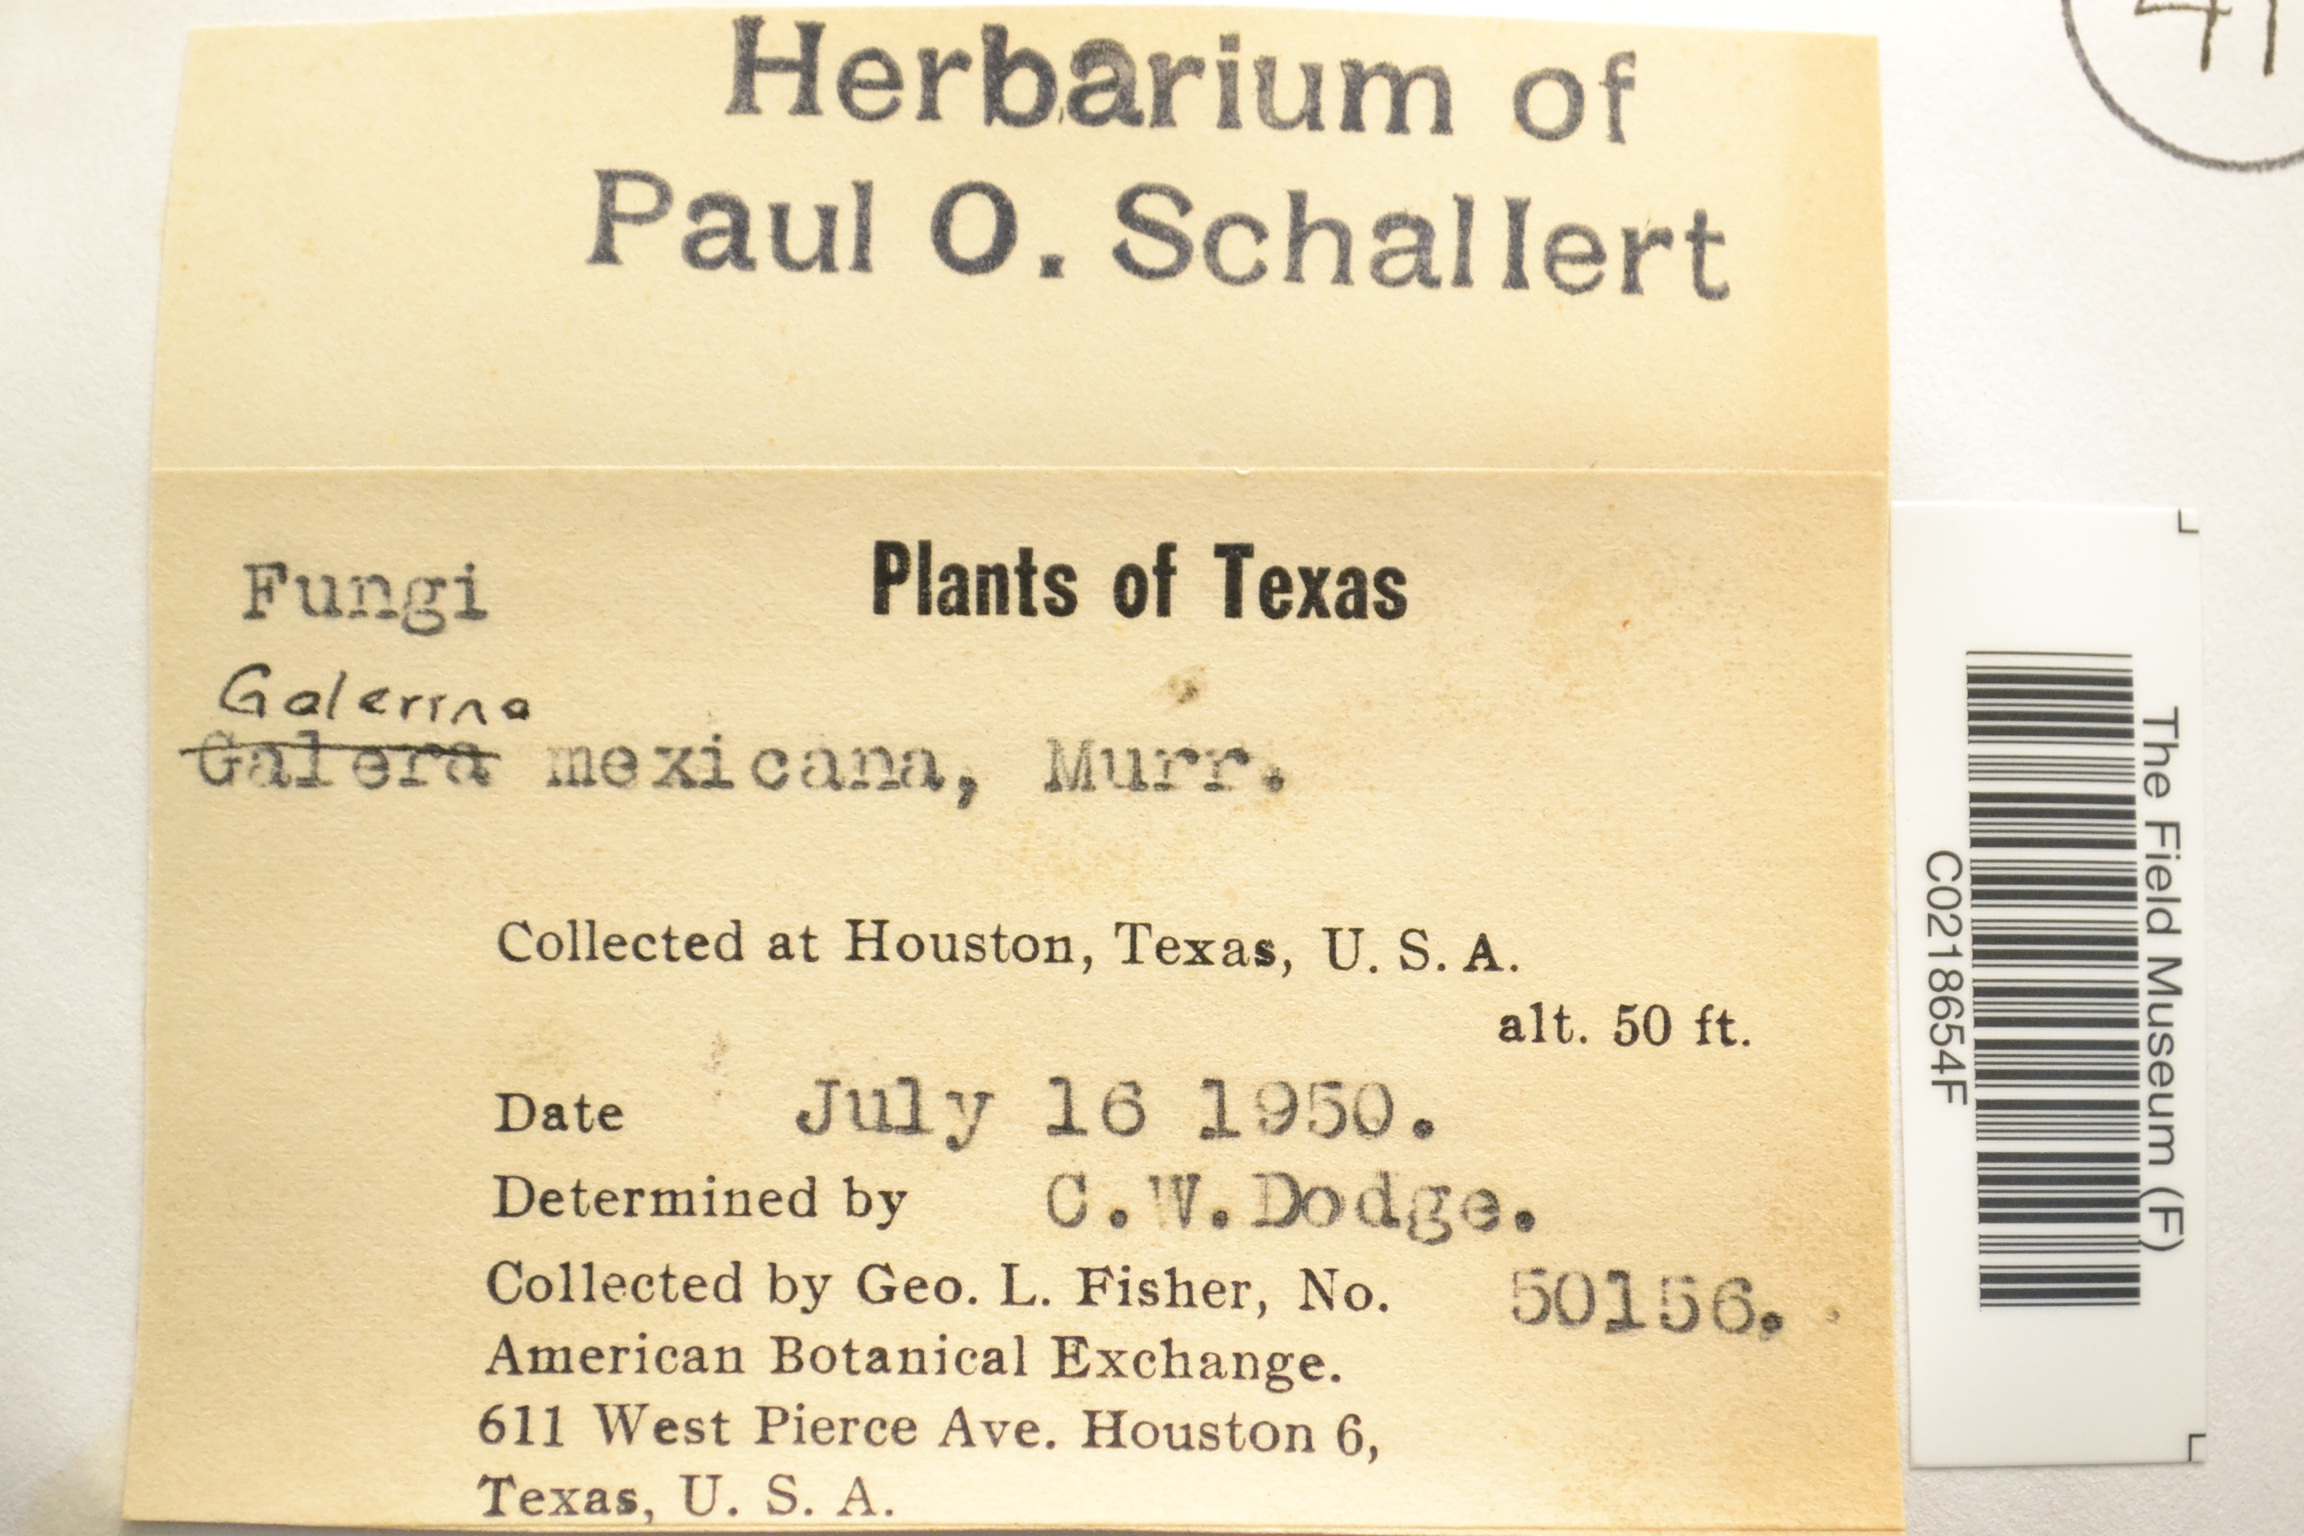 Herbarium of
Paul O. Schallert
41
Fungi
Plants of Texas
Galerina
Galera mexicana, Murr.
Collected at Houston, Texas, U. S. A.
alt. 50 ft.
Date July 16 1950.
Determined by C.W.Dodge.
Collected by Geo. L. Fisher, No. 50156.
American Botanical Exchange.
611 West Pierce Ave. Houston 6,
Texas, U. S. A.
The Field Museum (F)
C0218654F